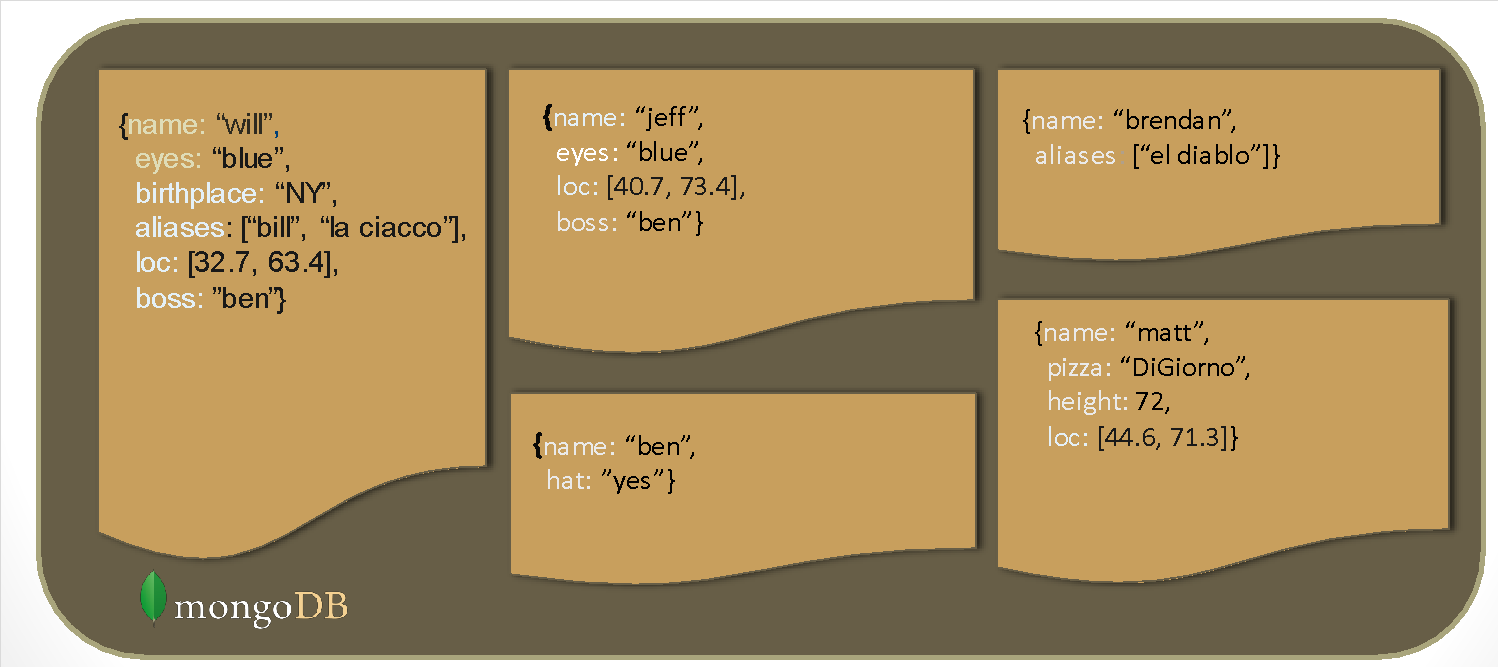 {name: “will”,
eyes: “blue”,
birthplace: “NY”,
aliases: [“bill”, “la ciacco”],
loc: [32.7, 63.4],
boss: ”ben”}
{name: “jeff”,
eyes: “blue”,
loc: [40.7, 73.4],
boss: “ben”}
{name: “ben”,
hat: ”yes”}
{name: “brendan”,
aliases [“el diablo”]}
{name: “matt”,
pizza: “DiGiorno”,
height: 72,
loc: [44.6, 71.3]}
mongoDB